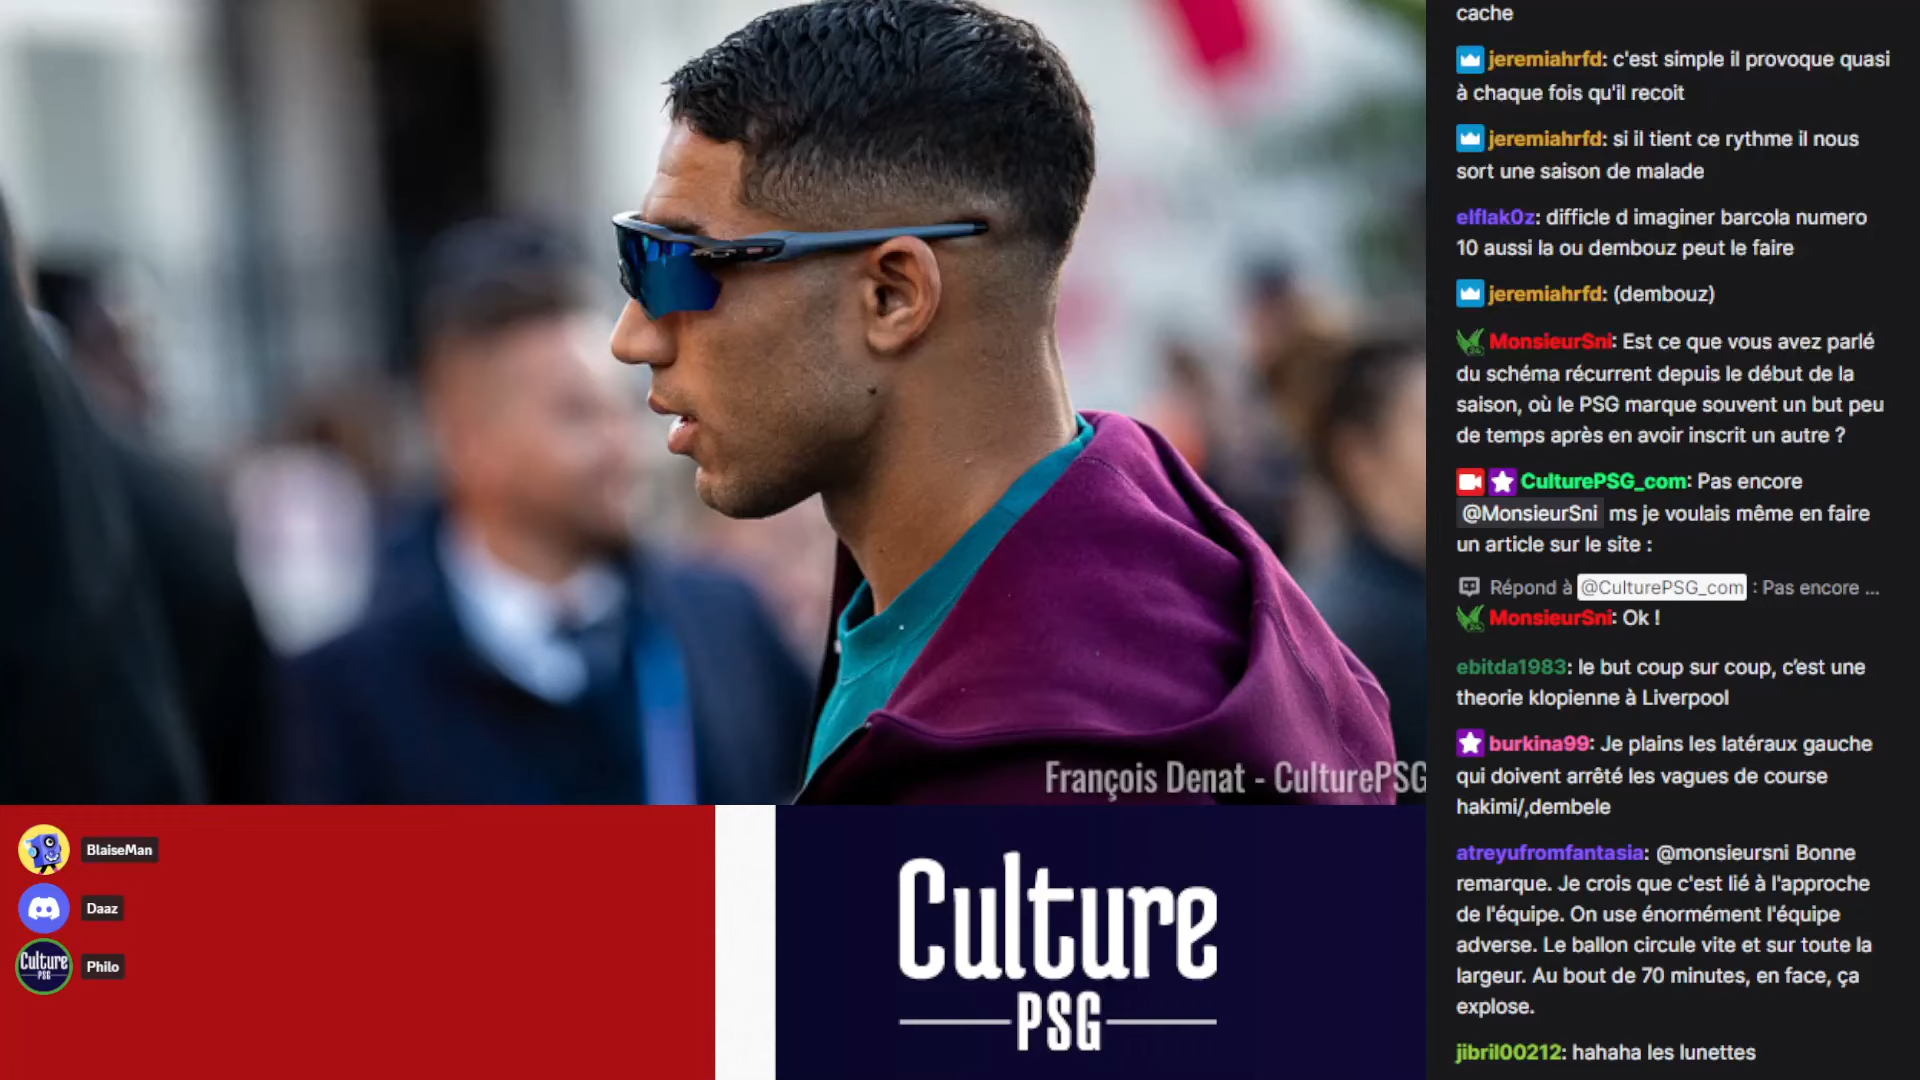 François Denat - CulturePSG
BlaiseMan
Daaz
Culture
PSG
Philo
Culture
PSG
cache
jeremiahrfd: c'est simple il provoque quasi
à chaque fois qu'il recoit
jeremiahrfd: si il tient ce rythme il nous
sort une saison de malade
elflak0z: difficle d imaginer barcola numero
10 aussi la ou dembouz peut le faire
jeremiahrfd: (dembouz)
MonsieurSni: Est ce que vous avez parlé
du schéma récurrent depuis le début de la
saison, où le PSG marque souvent un but peu
de temps après en avoir inscrit un autre ?
CulturePSG_com: Pas encore
@MonsieurSni ms je voulais même en faire
un article sur le site :
Répond à @CulturePSG_com : Pas encore ...
MonsieurSni: Ok !
ebitda1983: le but coup sur coup, c’est une
theorie klopienne à Liverpool
burkina99: Je plains les latéraux gauche
qui doivent arrêté les vagues de course
hakimi/,dembele
atreyufromfantasia: @monsieursni Bonne
remarque. Je crois que c'est lié à l'approche
de l'équipe. On use énormément l'équipe
adverse. Le ballon circule vite et sur toute la
largeur. Au bout de 70 minutes, en face, ça
explose.
jibril00212: hahaha les lunettes